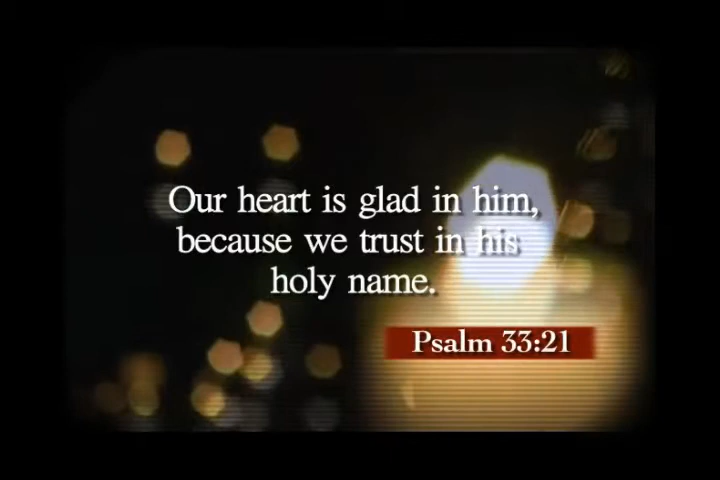 Our heart is glad in him,
because we trust in his
holy name.
Psalm 33:21